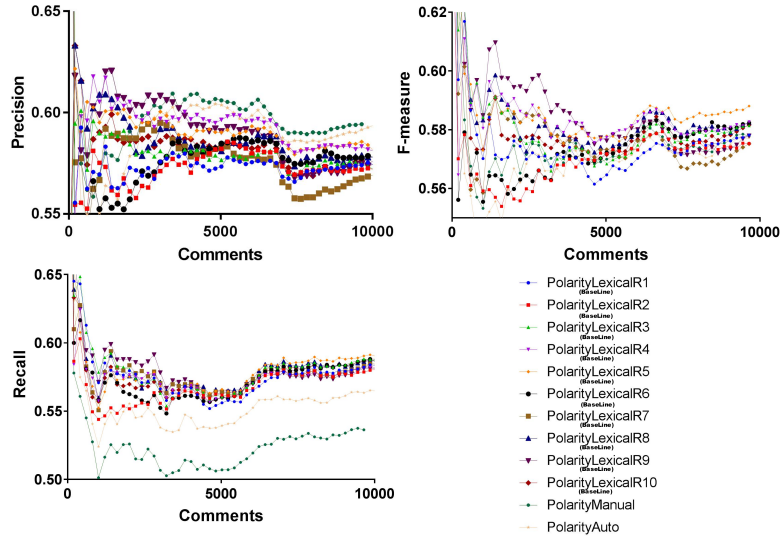 0.65
0.60
0.55
Precision
0
5000
10000
Comments
0.62
0.60
0.58
0.56
F-measure
0
5000
10000
Comments
0.65
0.60
0.55
0.50
Recall
0
5000
10000
Comments
PolarityLexicalR1
(BaseLine)
PolarityLexicalR2
(BaseLine)
PolarityLexicalR3
(BaseLine)
PolarityLexicalR4
(BaseLine)
PolarityLexicalR5
(BaseLine)
PolarityLexicalR6
(BaseLine)
PolarityLexicalR7
(BaseLine)
PolarityLexicalR8
(BaseLine)
PolarityLexicalR9
(BaseLine)
PolarityLexicalR10
(BaseLine)
PolarityManual
PolarityAuto